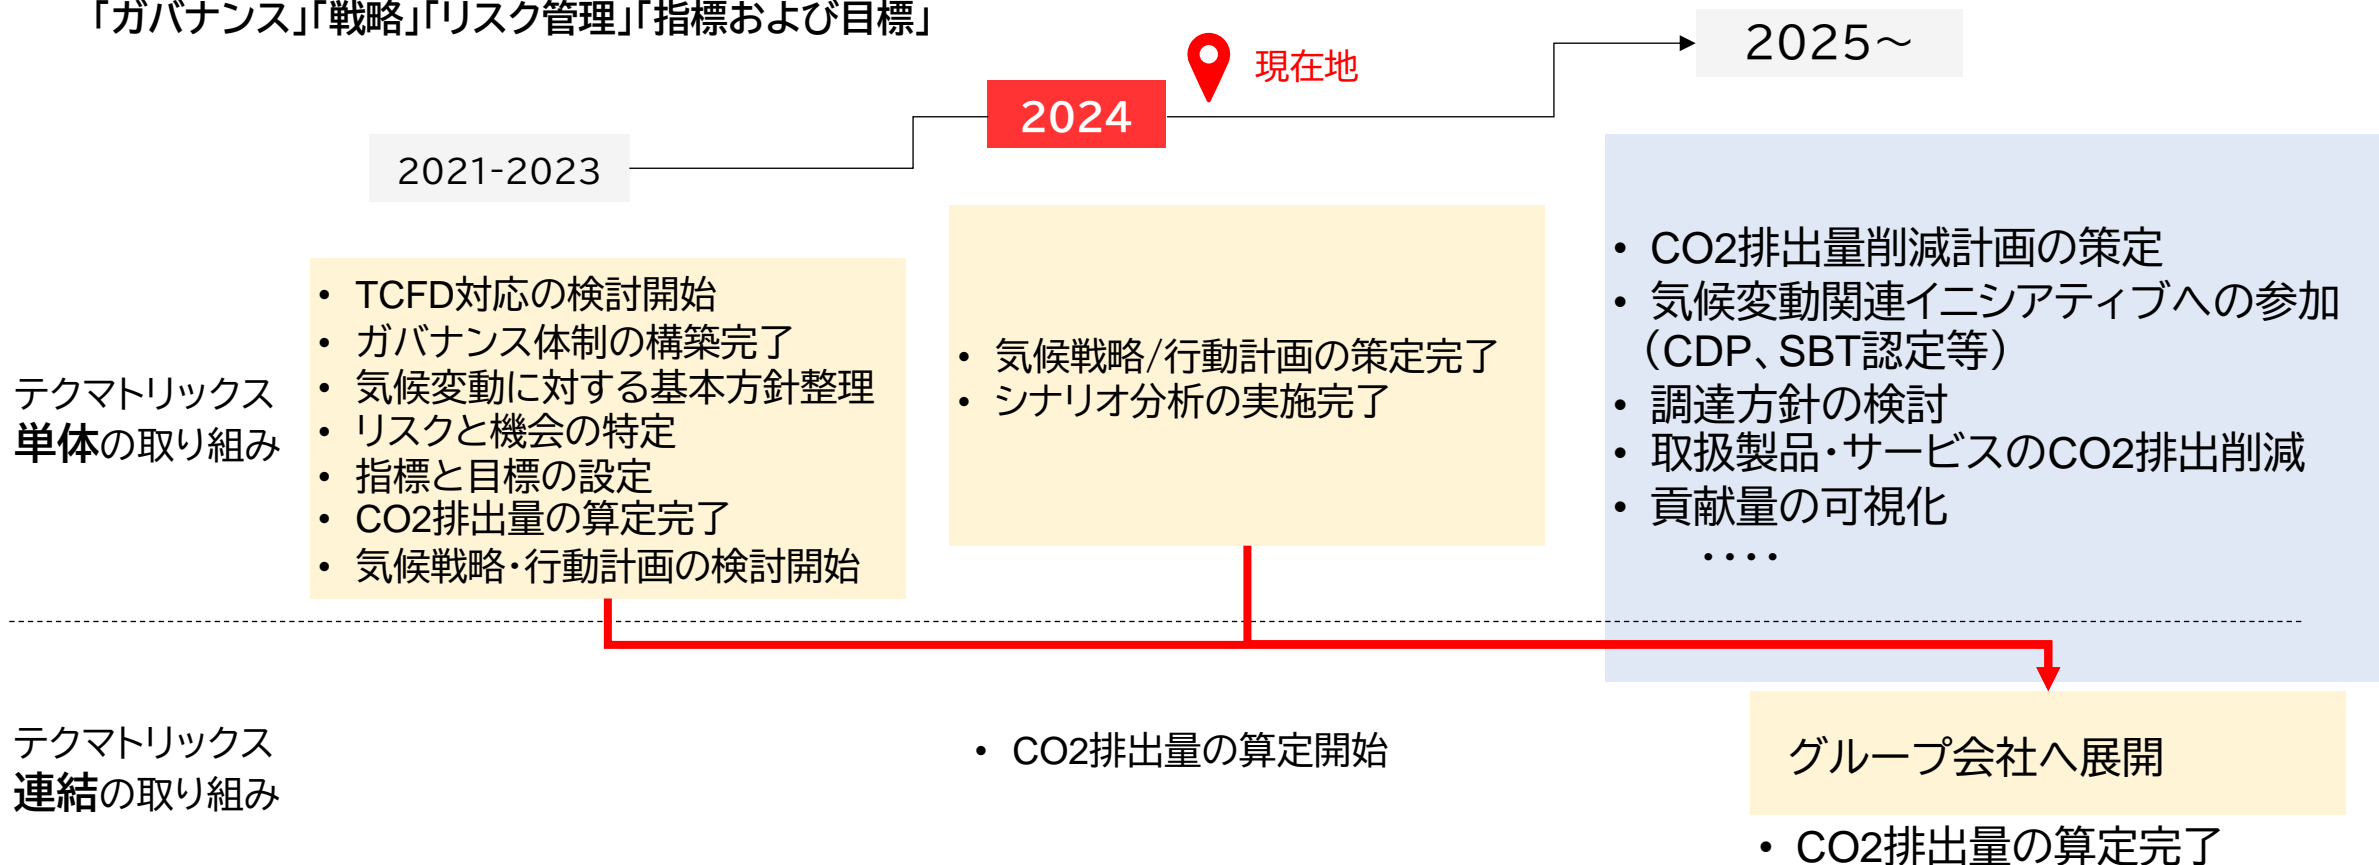 「ガバナンス」「戦略」「リスク管理」「指標および目標」
現在地
2025～
2024
2021-2023
テクマトリックス
単体の取り組み
• TCFD対応の検討開始
• ガバナンス体制の構築完了
• 気候変動に対する基本方針整理
• リスクと機会の特定
• 指標と目標の設定
• CO2排出量の算定完了
• 気候戦略・行動計画の検討開始
• 気候戦略/行動計画の策定完了
• シナリオ分析の実施完了
• CO2排出量削減計画の策定
• 気候変動関連イニシアティブへの参加
（CDP、SBT認定等）
• 調達方針の検討
• 取扱製品・サービスのCO2排出削減
• 貢献量の可視化
・・・・
テクマトリックス
連結の取り組み
• CO2排出量の算定開始
グループ会社へ展開
• CO2排出量の算定完了